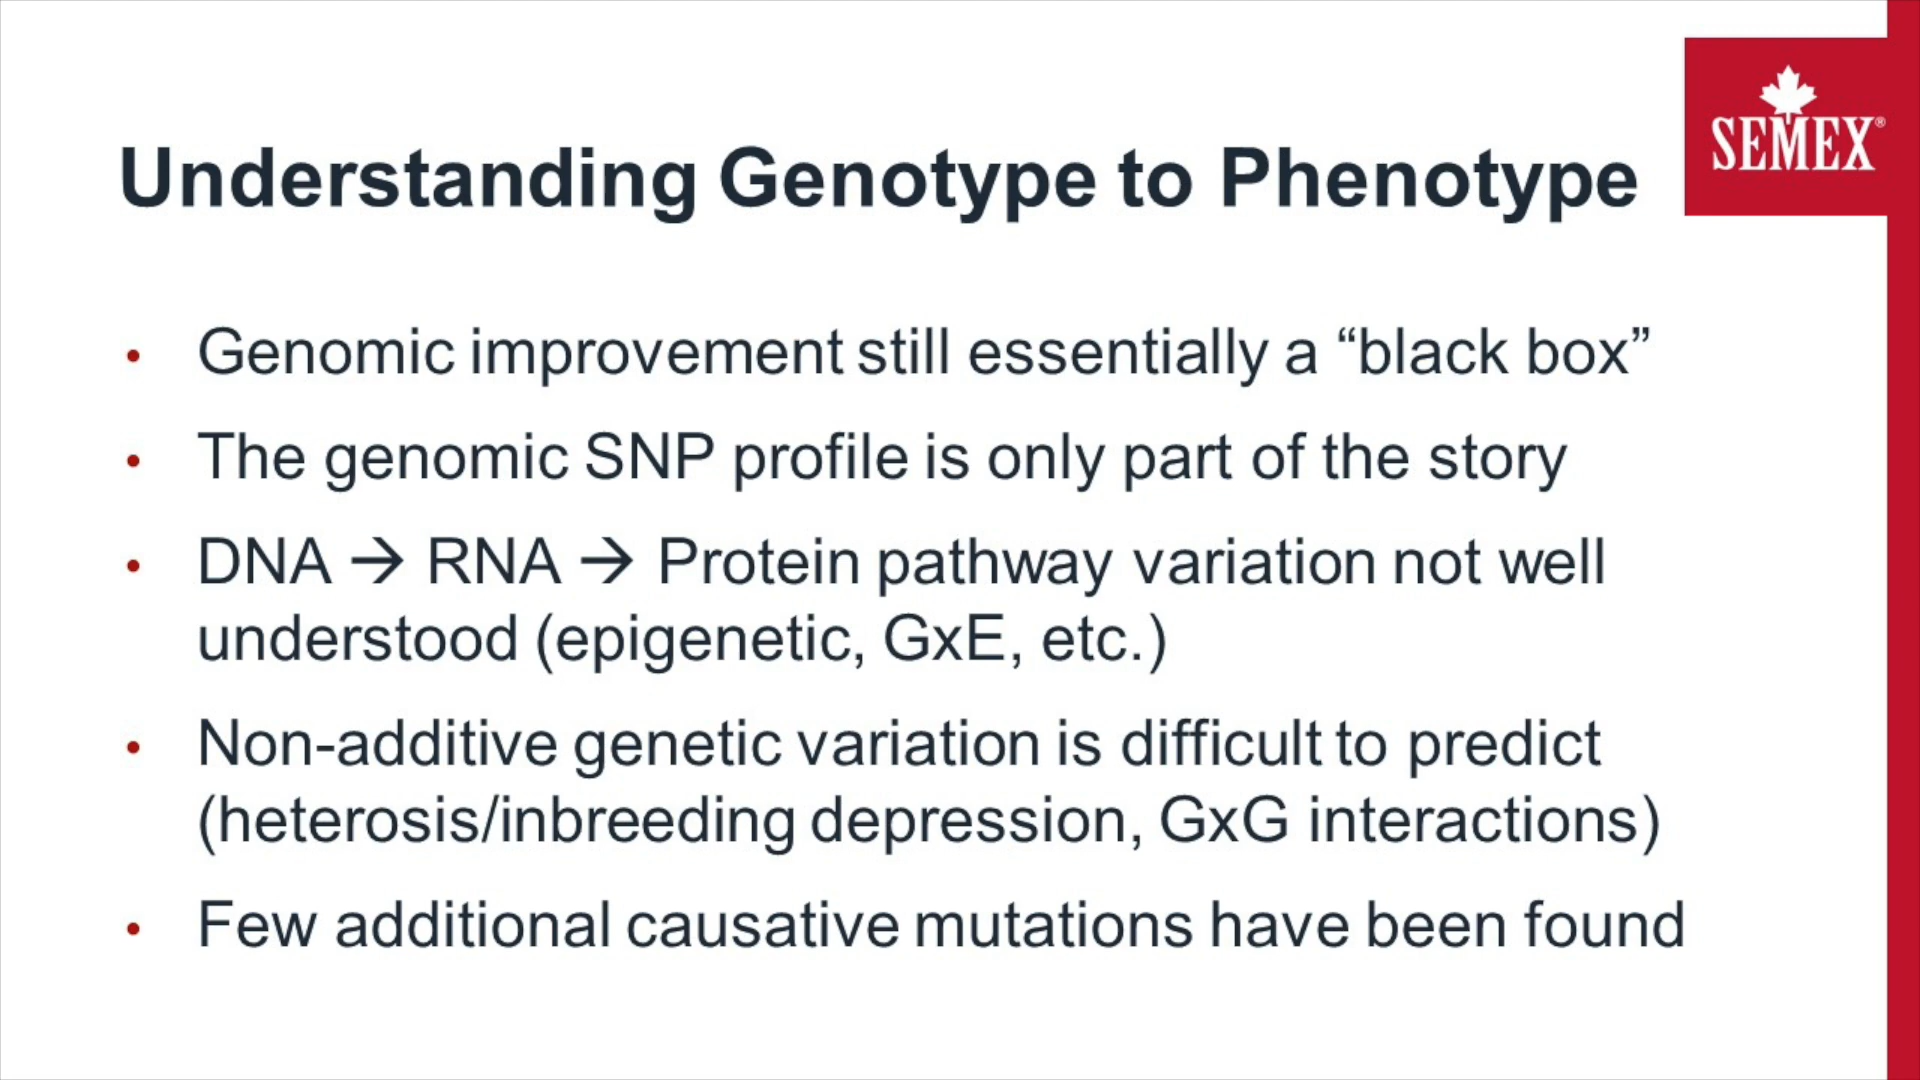 SEMEX®
Understanding Genotype to Phenotype
• Genomic improvement still essentially a “black box”
• The genomic SNP profile is only part of the story
• DNA → RNA → Protein pathway variation not well
understood (epigenetic, GxE, etc.)
• Non-additive genetic variation is difficult to predict
(heterosis/inbreeding depression, GxG interactions)
• Few additional causative mutations have been found